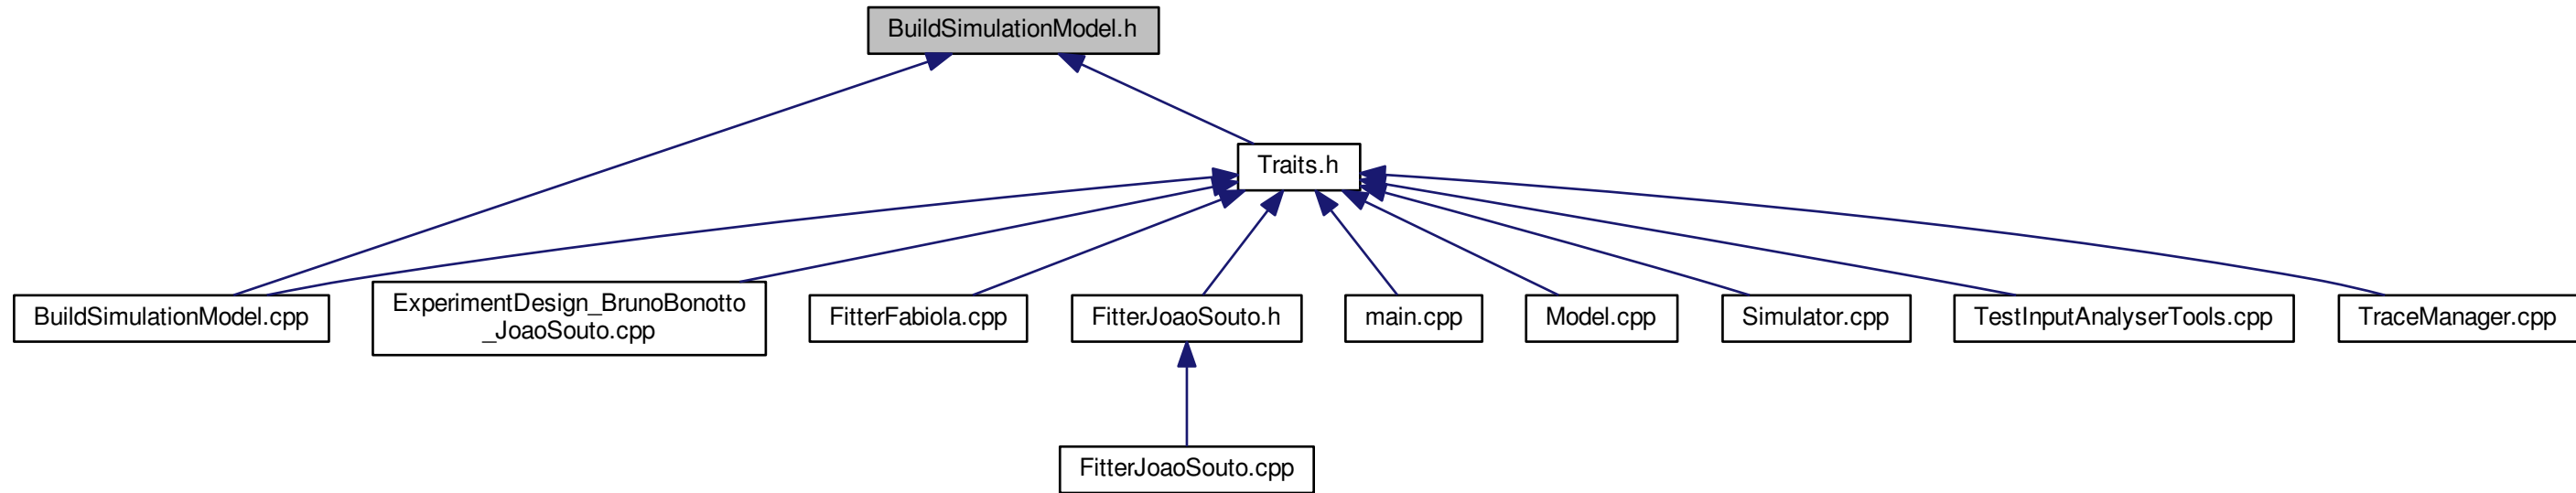 BuildSimulationModel.h
Traits.h
BuildSimulationModel.cpp
ExperimentDesign_BrunoBonotto
_JoaoSouto.cpp
FitterFabiola.cpp
FitterJoaoSouto.h
main.cpp
Model.cpp
Simulator.cpp
TestInputAnalyserTools.cpp
TraceManager.cpp
FitterJoaoSouto.cpp